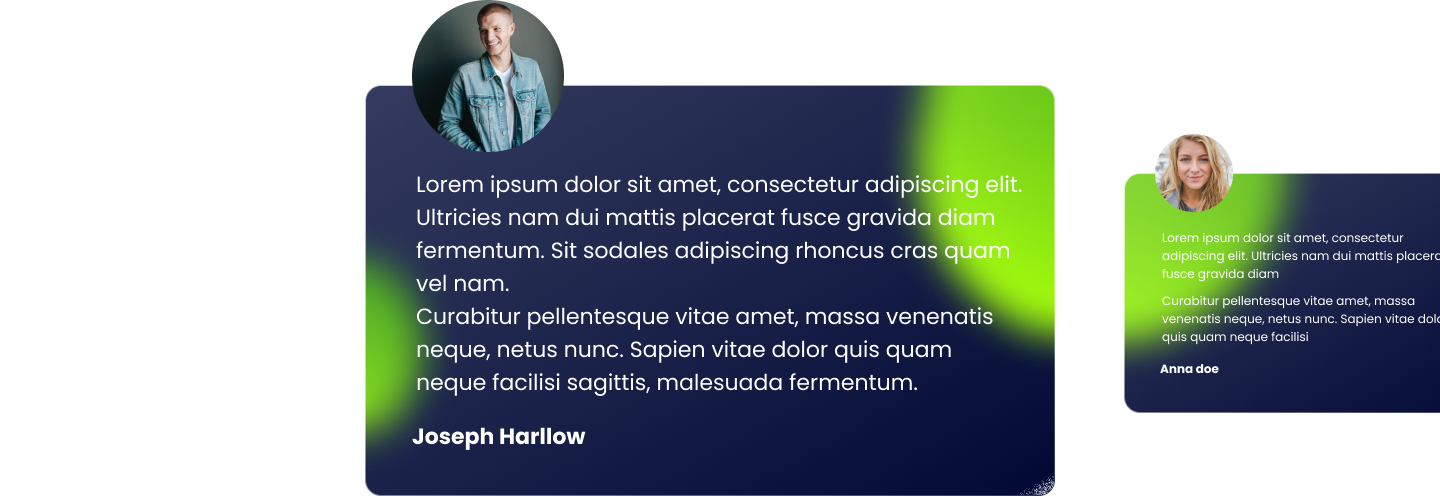 Lorem ipsum dolor sit amet, consectetur adipiscing elit.
Ultricies nam dui mattis placerat fusce gravida diam
fermentum. Sit sodales adipiscing rhoncus cras quam
vel nam.
Curabitur pellentesque vitae amet, massa venenatis
neque, netus nunc. Sapien vitae dolor quis quam
neque facilisi sagittis, malesuada fermentum.
Joseph Harllow
Lorem ipsum dolor sit amet, consectetur
adipiscing elit. Ultricies nam dui mattis
fusce gravida diam
Curabitur pellentesque vitae amet, massa
venenatis neque, netus nunc. Sapien vitae
quis quam neque facilisi
Anna doe